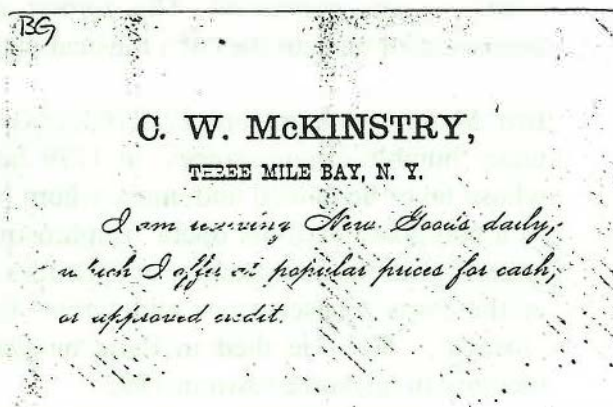 BG
C. W. McKINSTRY,
THREE MILE BAY, N. Y.
I am receiving New Goods daily,
which I offer at popular prices for cash,
or approved credit.